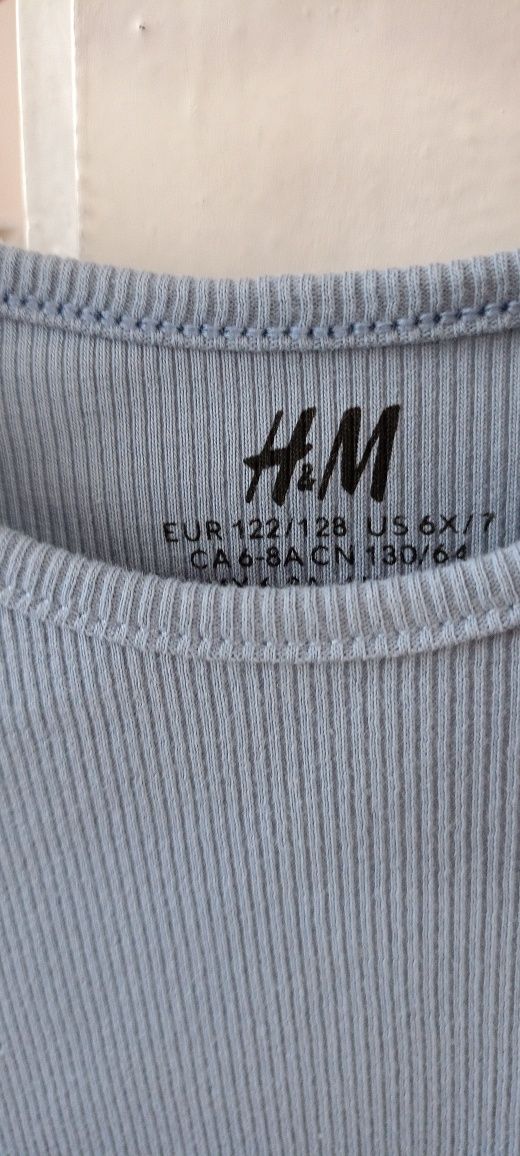 H&M
EUR 122/128 US 6X/7
CA 6-8A CN 130/64